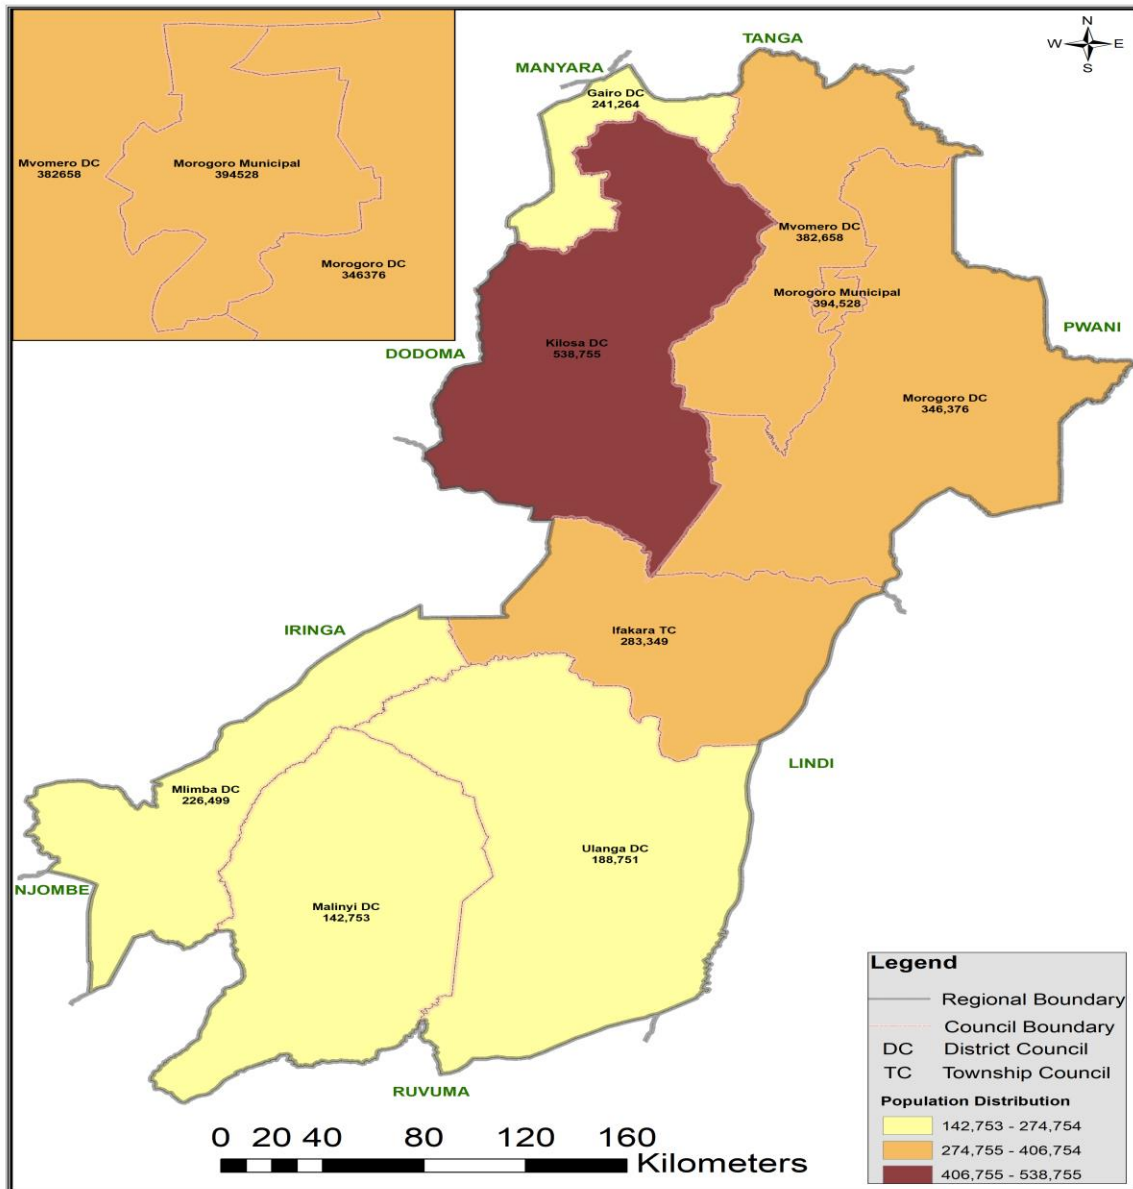 N
W E
S
TANGA
MANYARA
Gairo DC
241,264
Mvomero DC
382658
Morogoro Municipal
394528
Morogoro DC
346376
Mvomero DC
382,658
Morogoro Municipal
394,528
PWANI
DODOMA
Kilosa DC
538,755
Morogoro DC
346,376
IRINGA
Ifakara TC
283,349
LINDI
Mlimba DC
226,499
Ulanga DC
188,751
NJOMBE
Malinyi DC
142,753
RUVUMA
Legend
Regional Boundary
Council Boundary
DC District Council
TC Township Council
Population Distribution
142,753 - 274,754
274,755 - 406,754
406,755 - 538,755
0 20 40 80 120 160
Kilometers